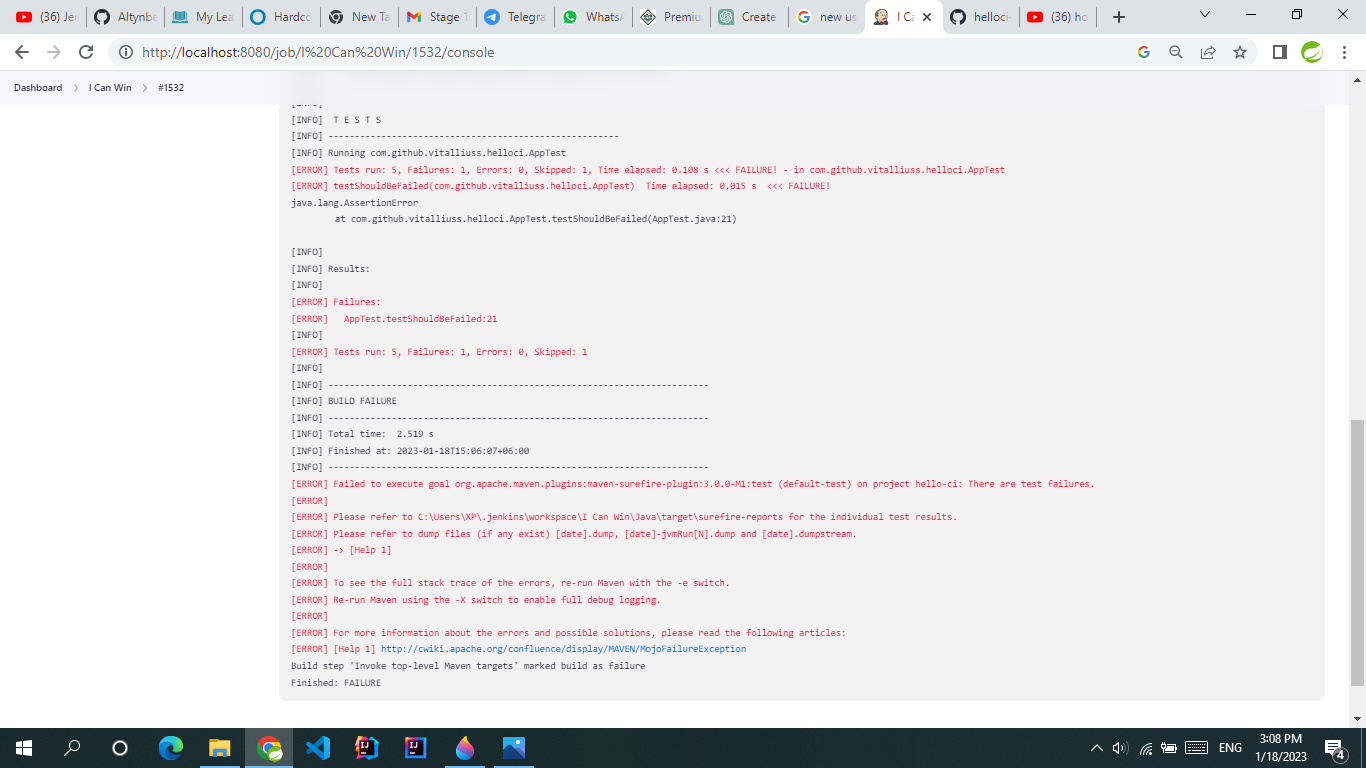 (36) Jer
Altynbe
My Lea
Hardco
New Ta
Stage 1
Telegra
WhatsA
Premiu
Create
new us
I Ca
helloci
(36) ho
http://localhost:8080/job/I%20Can%20Win/1532/console
Dashboard > I Can Win > #1532
[INFO]
[INFO]  T E S T S
[INFO] -------------------------------------------------------
[INFO] Running com.github.vitalliuss.helloci.AppTest
[ERROR] Tests run: 5, Failures: 1, Errors: 0, Skipped: 1, Time elapsed: 0.108 s <<< FAILURE! - in com.github.vitalliuss.helloci.AppTest
[ERROR] testShouldBeFailed(com.github.vitalliuss.helloci.AppTest)  Time elapsed: 0.015 s  <<< FAILURE!
java.lang.AssertionError
        at com.github.vitalliuss.helloci.AppTest.testShouldBeFailed(AppTest.java:21)
[INFO]
[INFO] Results:
[INFO]
[ERROR] Failures:
[ERROR]   AppTest.testShouldBeFailed:21
[INFO]
[ERROR] Tests run: 5, Failures: 1, Errors: 0, Skipped: 1
[INFO]
[INFO] ------------------------------------------------------------------------
[INFO] BUILD FAILURE
[INFO] ------------------------------------------------------------------------
[INFO] Total time:  2.519 s
[INFO] Finished at: 2023-01-18T15:06:07+06:00
[INFO] ------------------------------------------------------------------------
[ERROR] Failed to execute goal org.apache.maven.plugins:maven-surefire-plugin:3.0.0-M1:test (default-test) on project hello-ci: There are test failures.
[ERROR]
[ERROR] Please refer to C:\Users\XP\.jenkins\workspace\I Can Win\Java\target\surefire-reports for the individual test results.
[ERROR] Please refer to dump files (if any exist) [date].dump, [date]-jvmRun[N].dump and [date].dumpstream.
[ERROR] -> [Help 1]
[ERROR]
[ERROR] To see the full stack trace of the errors, re-run Maven with the -e switch.
[ERROR] Re-run Maven using the -X switch to enable full debug logging.
[ERROR]
[ERROR] For more information about the errors and possible solutions, please read the following articles:
[ERROR] [Help 1] http://cwiki.apache.org/confluence/display/MAVEN/MojoFailureException
Build step 'Invoke top-level Maven targets' marked build as failure
Finished: FAILURE
ENG
3:08 PM
1/18/2023
4